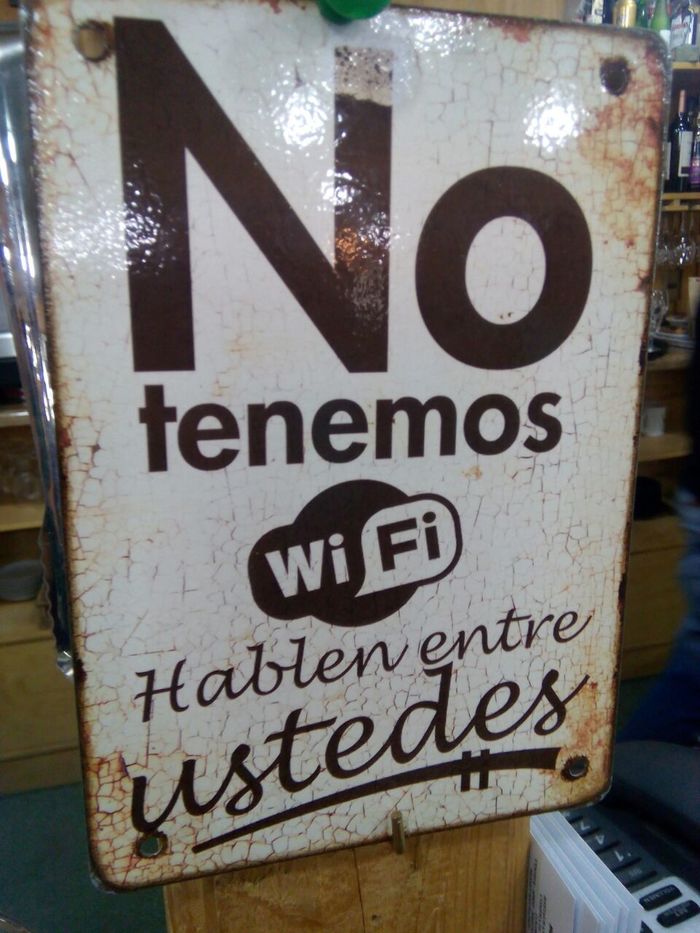 No
tenemos
Wi Fi
Hablen entre
ustedes